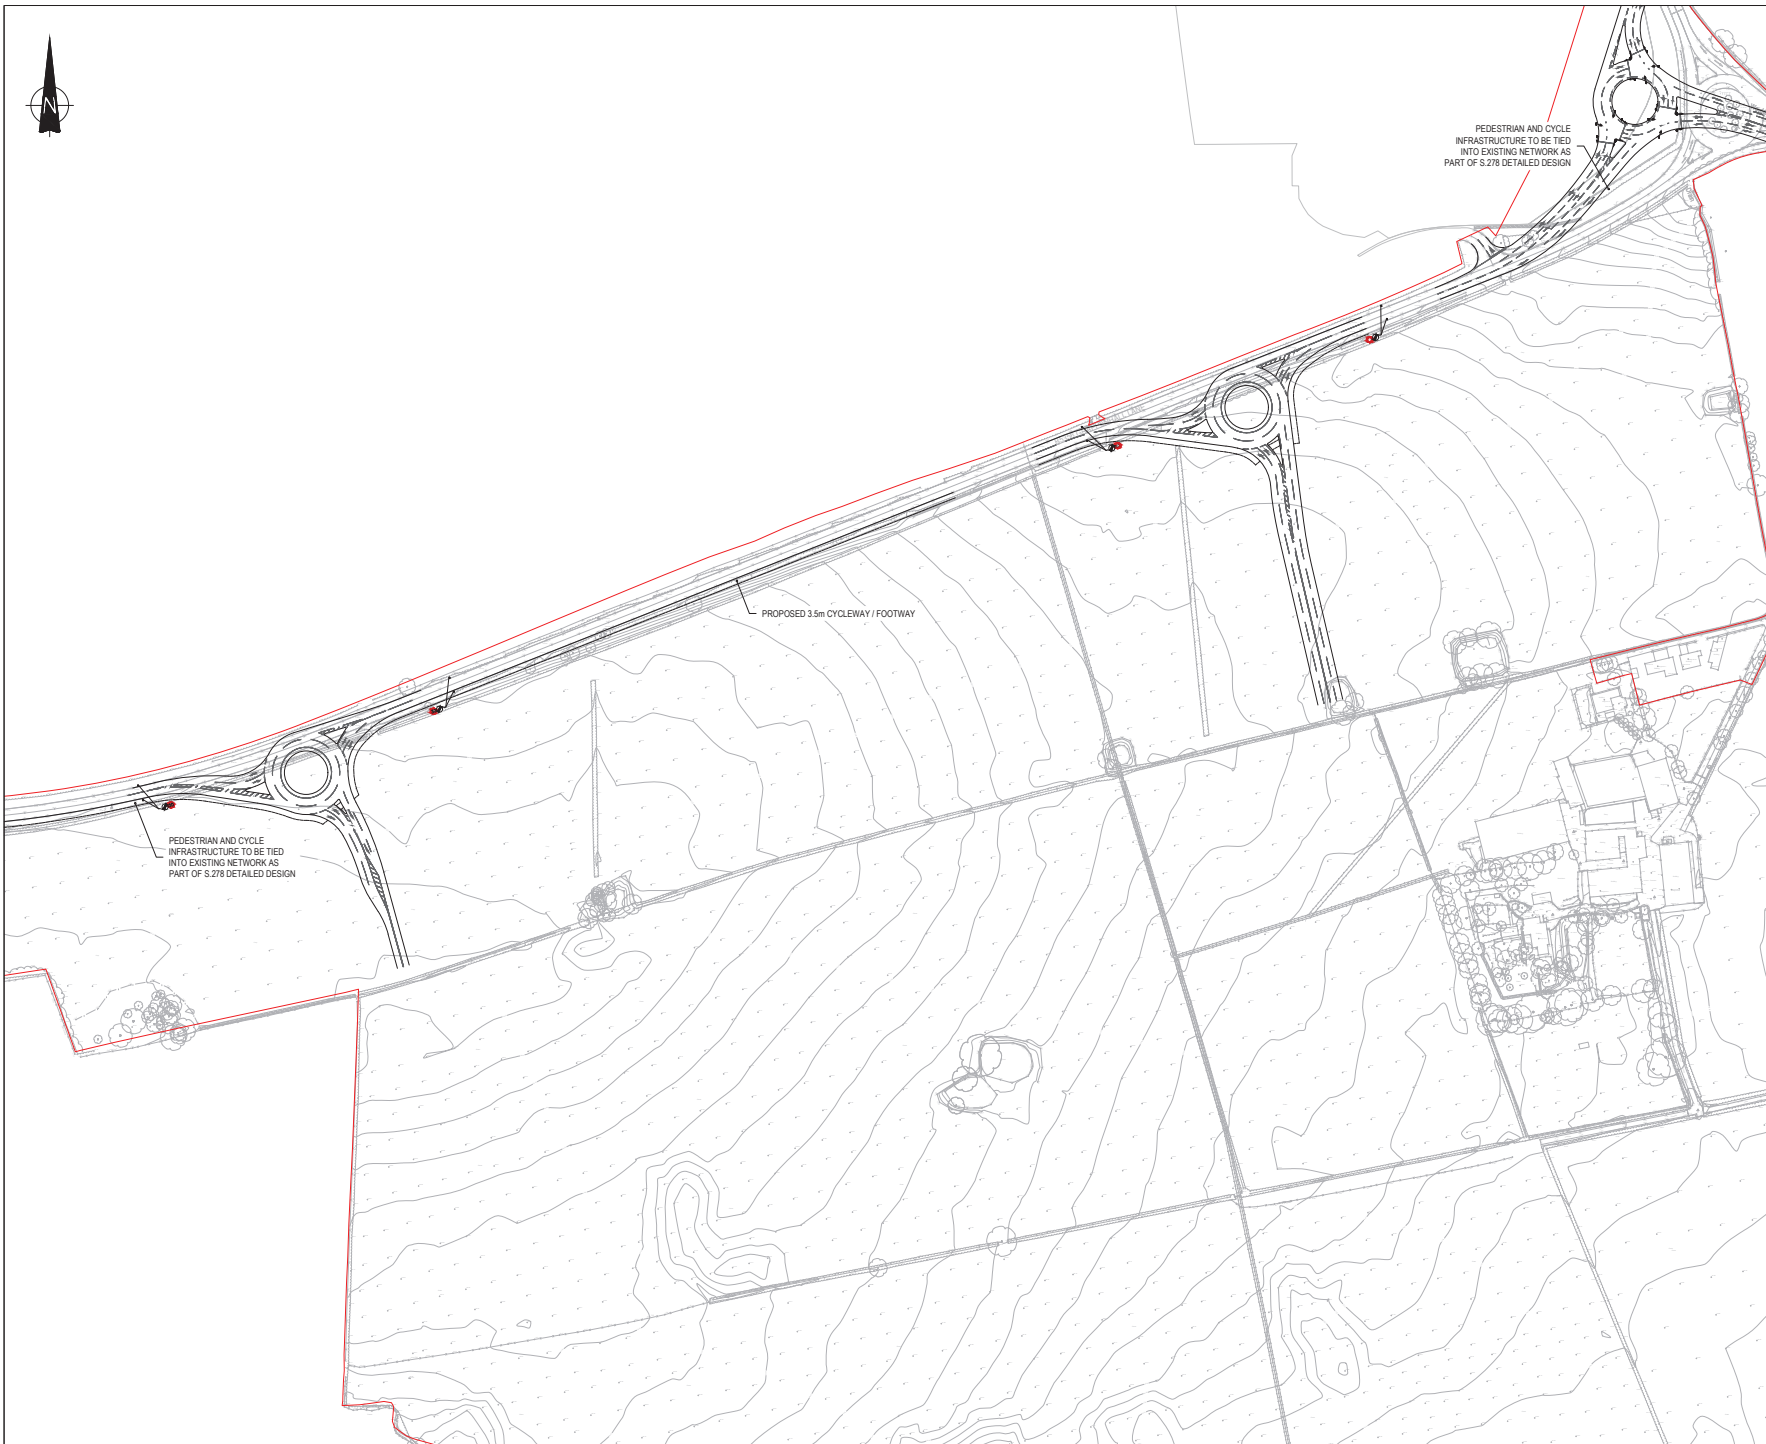 N
PEDESTRIAN AND CYCLE
INFRASTRUCTURE TO BE TIED
INTO EXISTING NETWORK AS
PART OF S.278 DETAILED DESIGN
PROPOSED 3.5m CYCLEWAY / FOOTWAY
PEDESTRIAN AND CYCLE
INFRASTRUCTURE TO BE TIED
INTO EXISTING NETWORK AS
PART OF S.278 DETAILED DESIGN